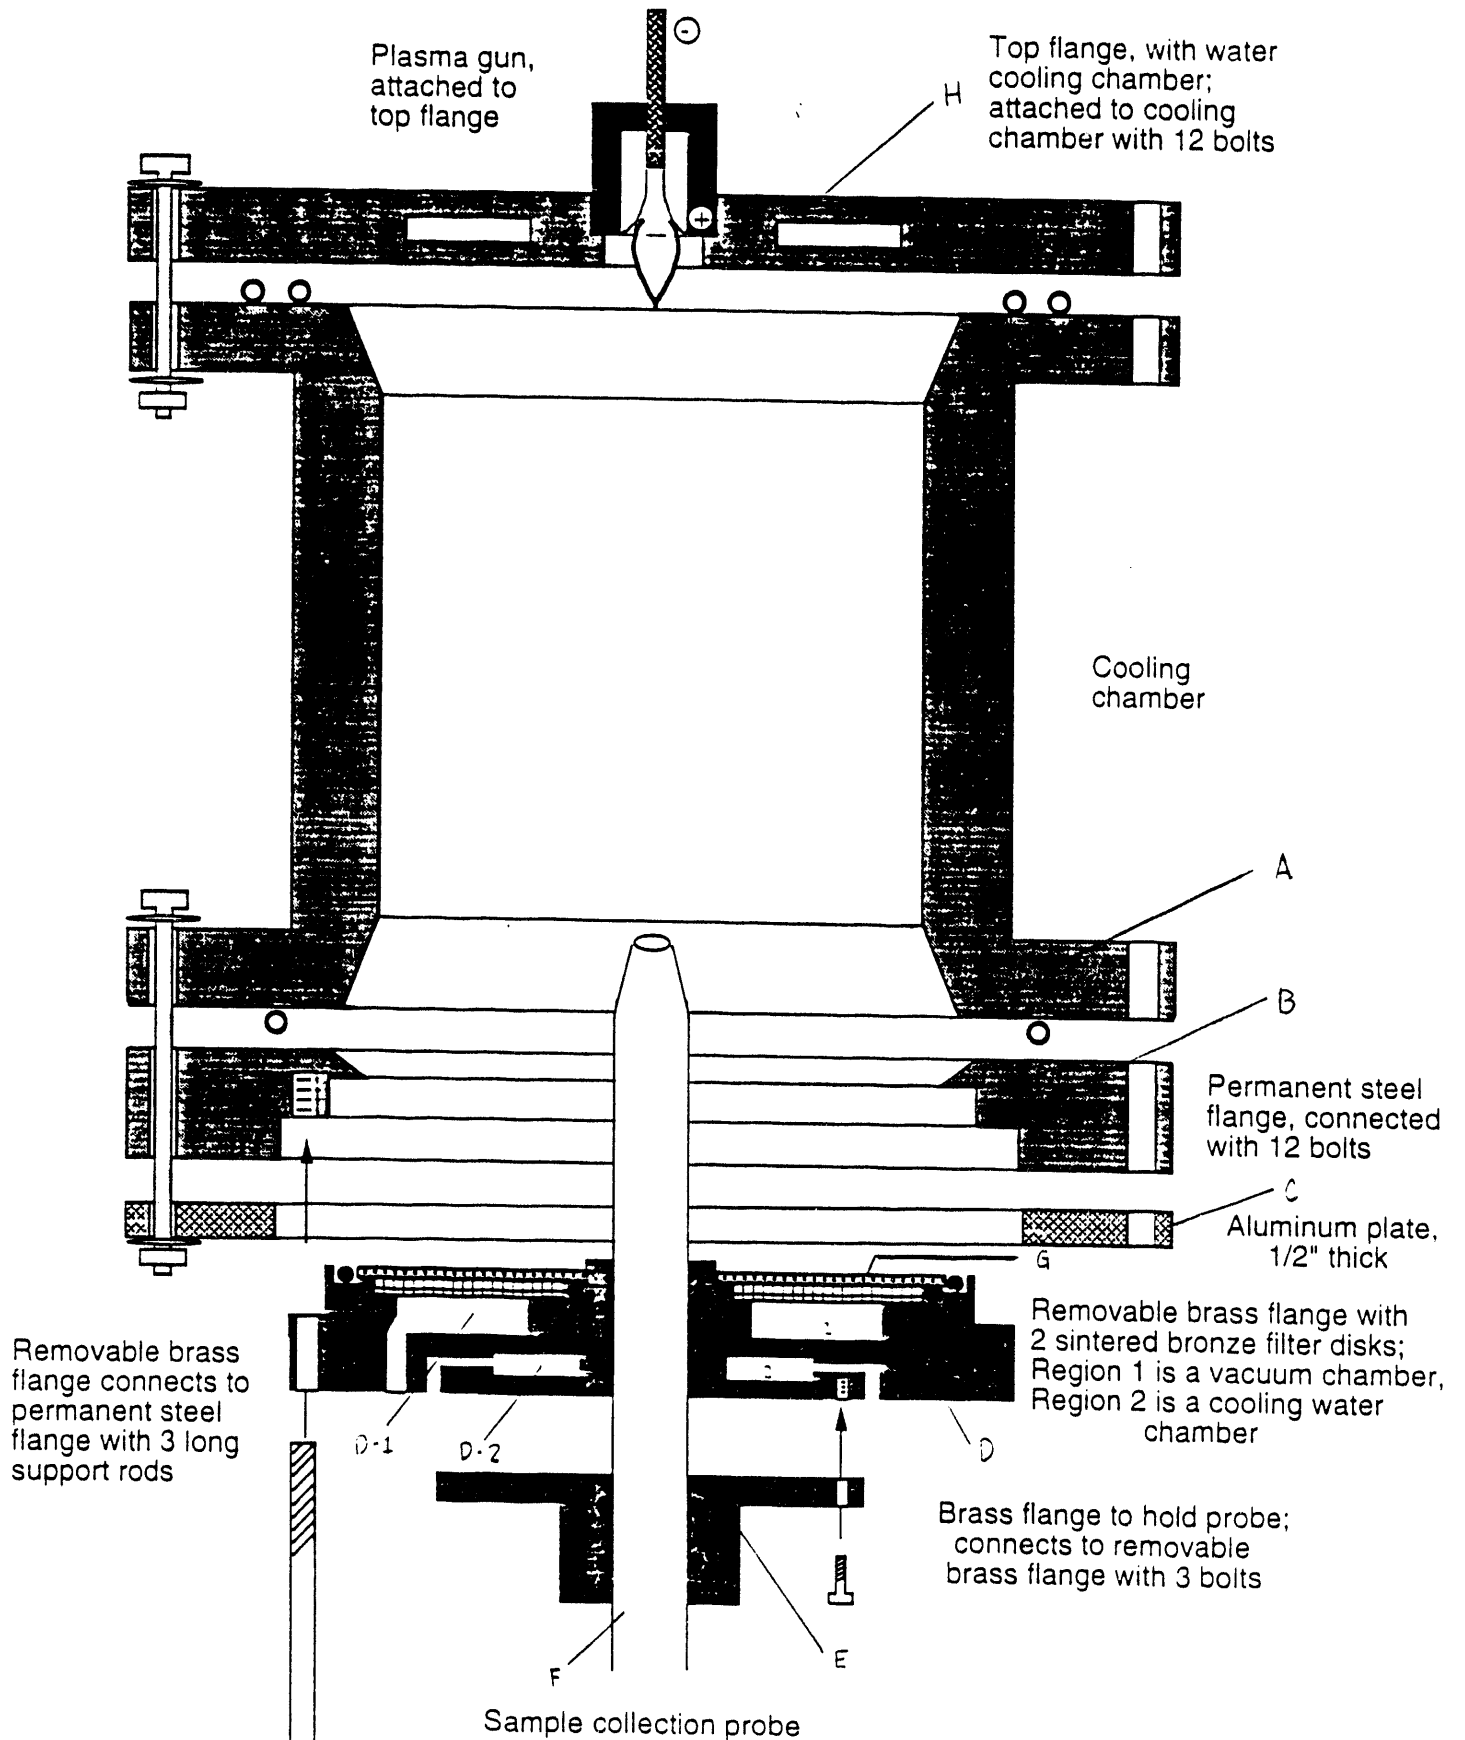 -
Plasma gun,
attached to
top flange
H
Top flange, with water
cooling chamber;
attached to cooling
chamber with 12 bolts
+
Cooling
chamber
A
B
Permanent steel
flange, connected
with 12 bolts
C
Aluminum plate,
1/2" thick
G
Removable brass flange with
2 sintered bronze filter disks;
Region 1 is a vacuum chamber,
Region 2 is a cooling water
chamber
1
2
Removable brass
flange connects to
permanent steel
flange with 3 long
support rods
D-1
D-2
D
Brass flange to hold probe;
connects to removable
brass flange with 3 bolts
E
F
Sample collection probe